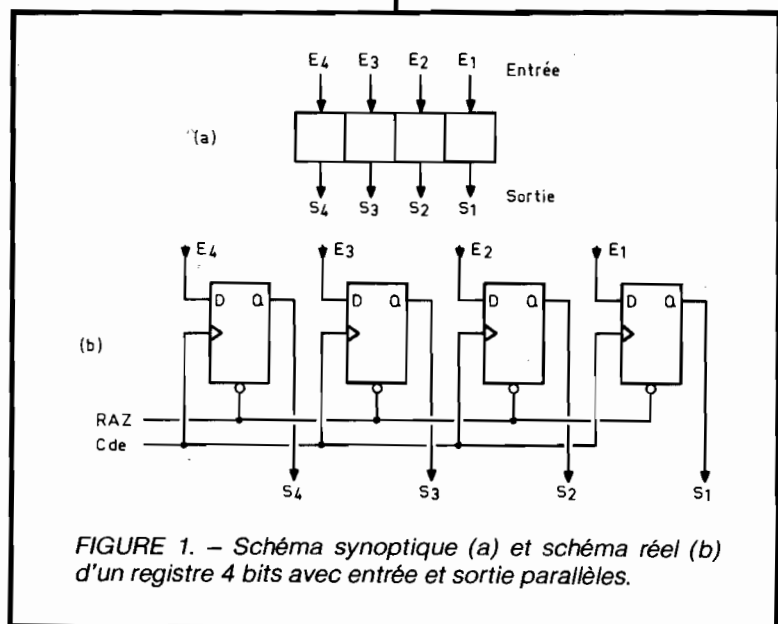 E4 E3 E2 E1 Entrée
(a)
S4 S3 S2 S1 Sortie
E4 E3 E2 E1
D Q D Q D Q D Q
(b)
RAZ
Cde
S4 S3 S2 S1
FIGURE 1. – Schéma synoptique (a) et schéma réel (b)
d'un registre 4 bits avec entrée et sortie parallèles.